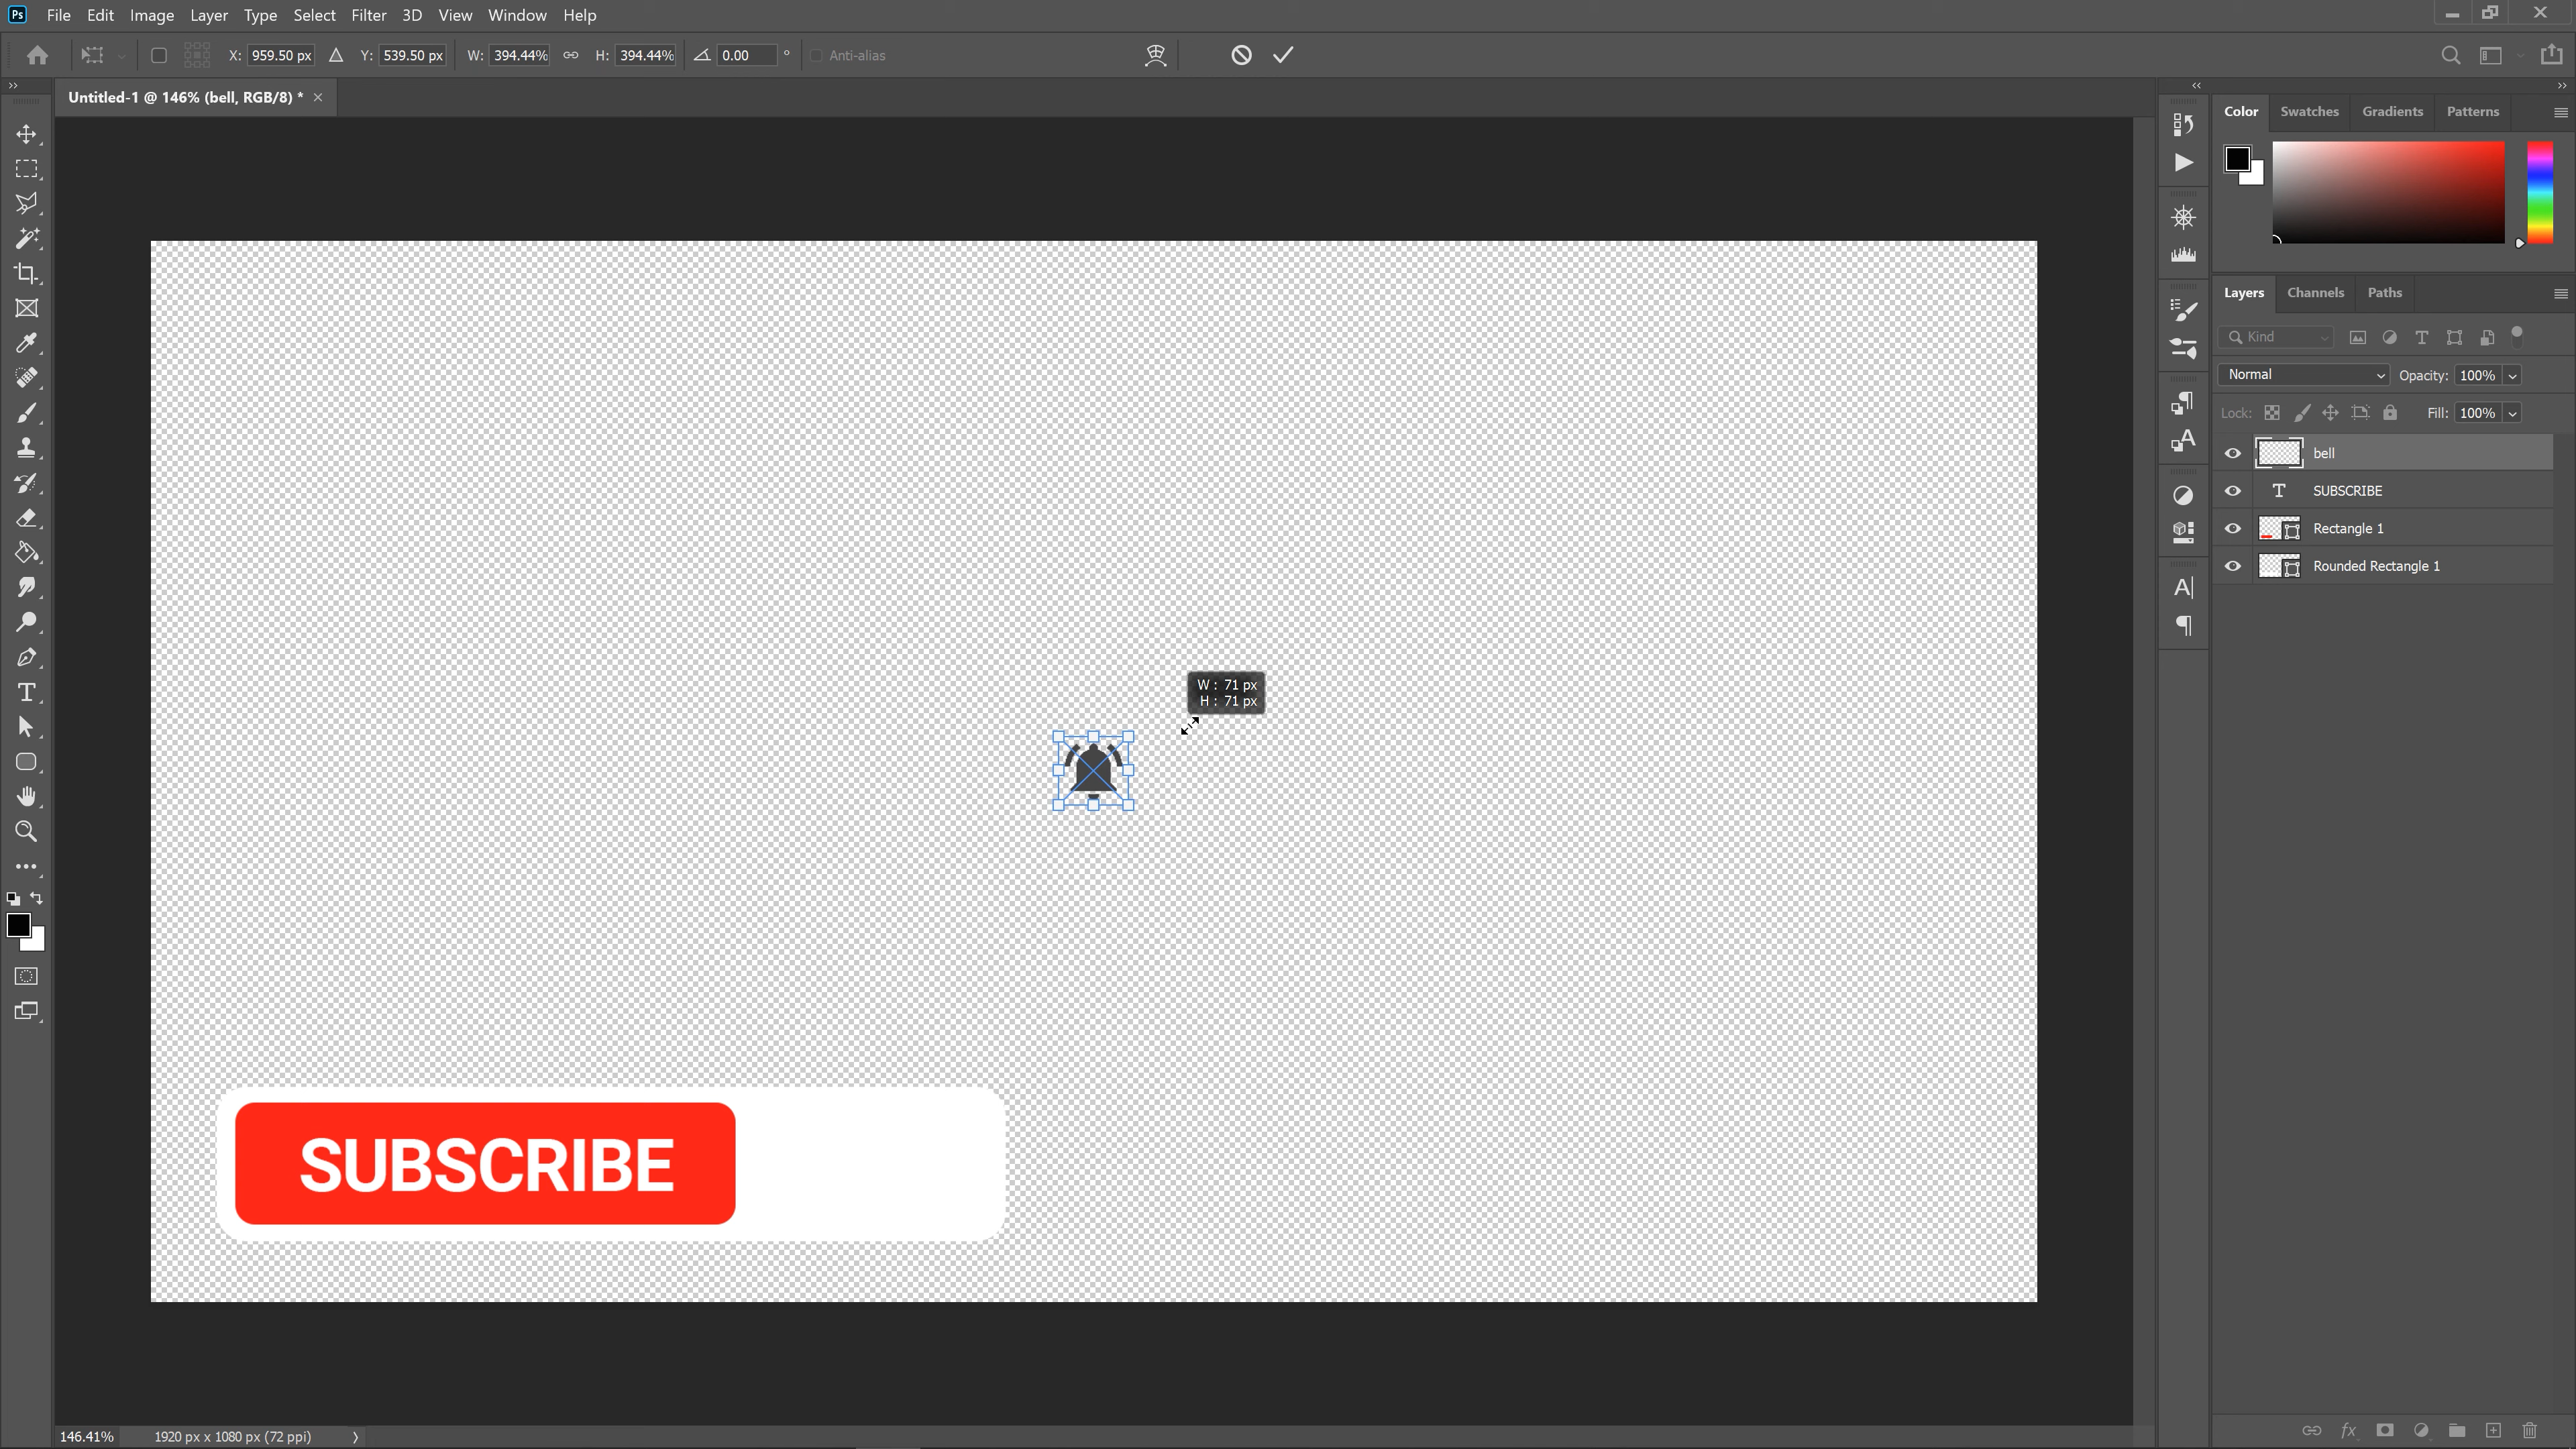 Ps File Edit Image Layer Type Select Filter 3D View Window Help
X: 959.50 px Y: 539.50 px W: 394.44% H: 394.44% 0.00 ° Anti-alias
Untitled-1 @ 146% (bell, RGB/8) * ×
Color Swatches Gradients Patterns
Layers Channels Paths
Kind
Normal Opacity: 100%
Lock: Fill: 100%
bell
T SUBSCRIBE
Rectangle 1
Rounded Rectangle 1
W : 71 px
H : 71 px
SUBSCRIBE
146.41% 1920 px x 1080 px (72 ppi)
fx